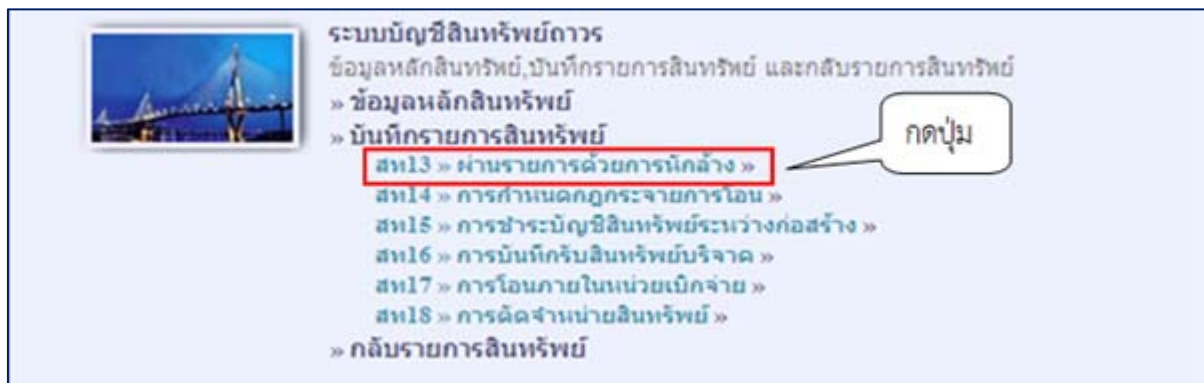 ระบบบัญชีสินทรัพย์ถาวร
ข้อมูลหลักสินทรัพย์,บันทึกรายการสินทรัพย์ และกลับรายการสินทรัพย์
» ข้อมูลหลักสินทรัพย์
» บันทึกรายการสินทรัพย์
กดปุ่ม
สท13 » ผ่านรายการด้วยการหักล้าง »
สท14 » การกำหนดกฎกระจายการโอน »
สท15 » การชำระบัญชีสินทรัพย์ระหว่างก่อสร้าง »
สท16 » การบันทึกรับสินทรัพย์บริจาค »
สท17 » การโอนภายในหน่วยเบิกจ่าย »
สท18 » การตัดจำหน่ายสินทรัพย์ »
» กลับรายการสินทรัพย์